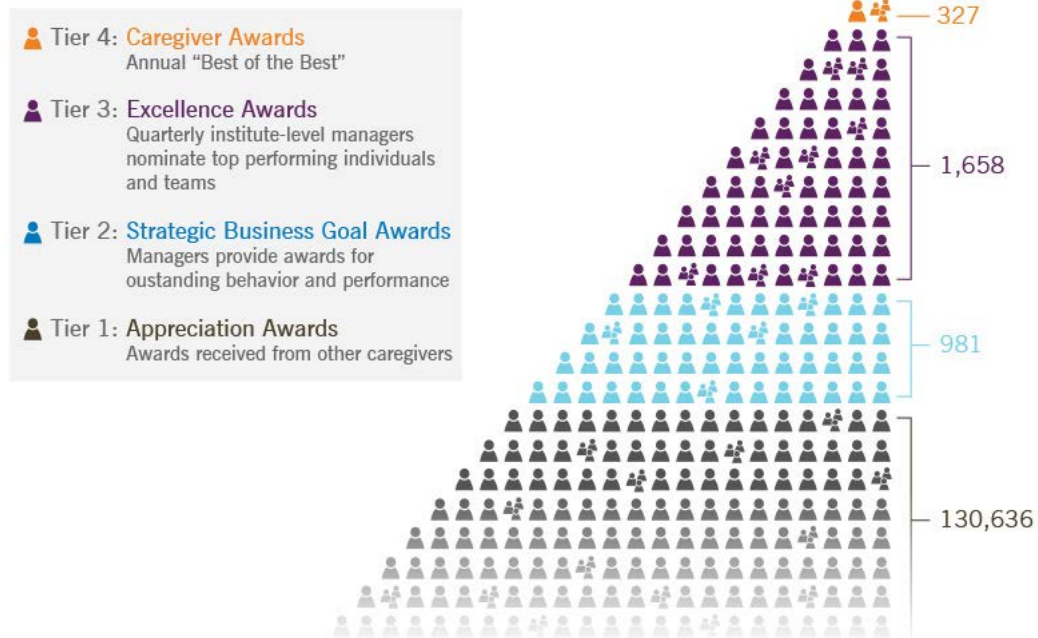 Tier 4: Caregiver Awards
Annual “Best of the Best”
Tier 3: Excellence Awards
Quarterly institute-level managers
nominate top performing individuals
and teams
Tier 2: Strategic Business Goal Awards
Managers provide awards for
oustanding behavior and performance
Tier 1: Appreciation Awards
Awards received from other caregivers
327
1,658
981
130,636